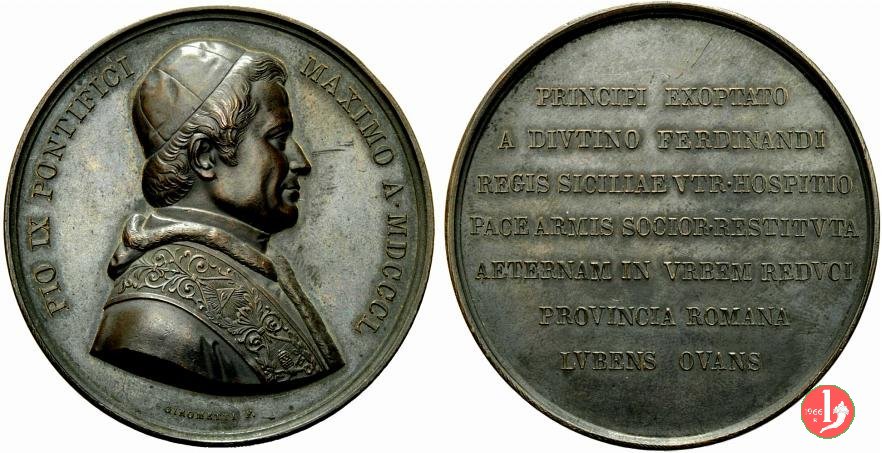 PIO IX PONTIFICI MAXIMO A·MDCCCL
GIROMETTI F.
PRINCIPI EXOPTATO
A DIVTINO FERDINANDI
REGIS SICILIAE VTR·HOSPITIO
PACE ARMIS SOCIOR·RESTITVTA
AETERNAM IN VRBEM REDVCI
PROVINCIA ROMANA
LVBENS OVANS
1966